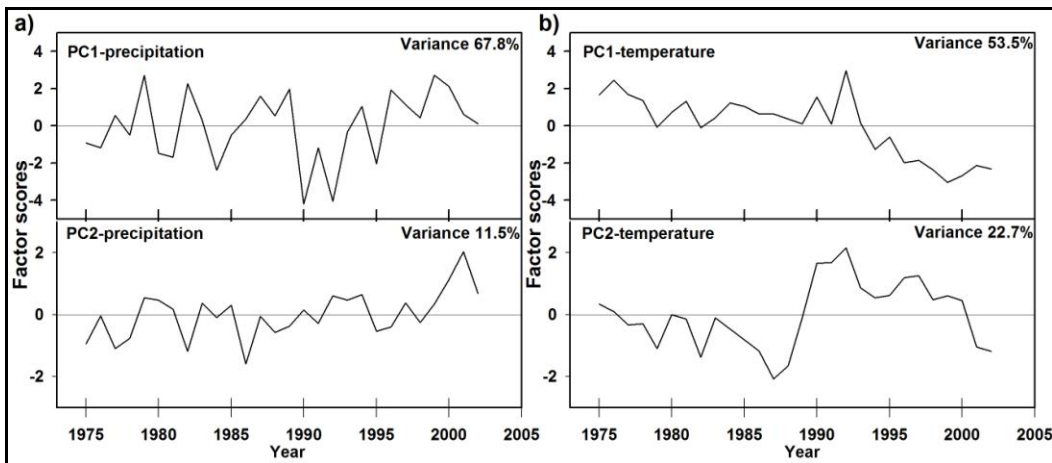 a)
PC1-precipitation
Variance 67.8%
4
2
0
-2
-4
PC2-precipitation
Variance 11.5%
2
0
-2
Factor scores
1975 1980 1985 1990 1995 2000 2005
Year
b)
PC1-temperature
Variance 53.5%
4
2
0
-2
-4
PC2-temperature
Variance 22.7%
2
0
-2
Factor scores
1975 1980 1985 1990 1995 2000 2005
Year